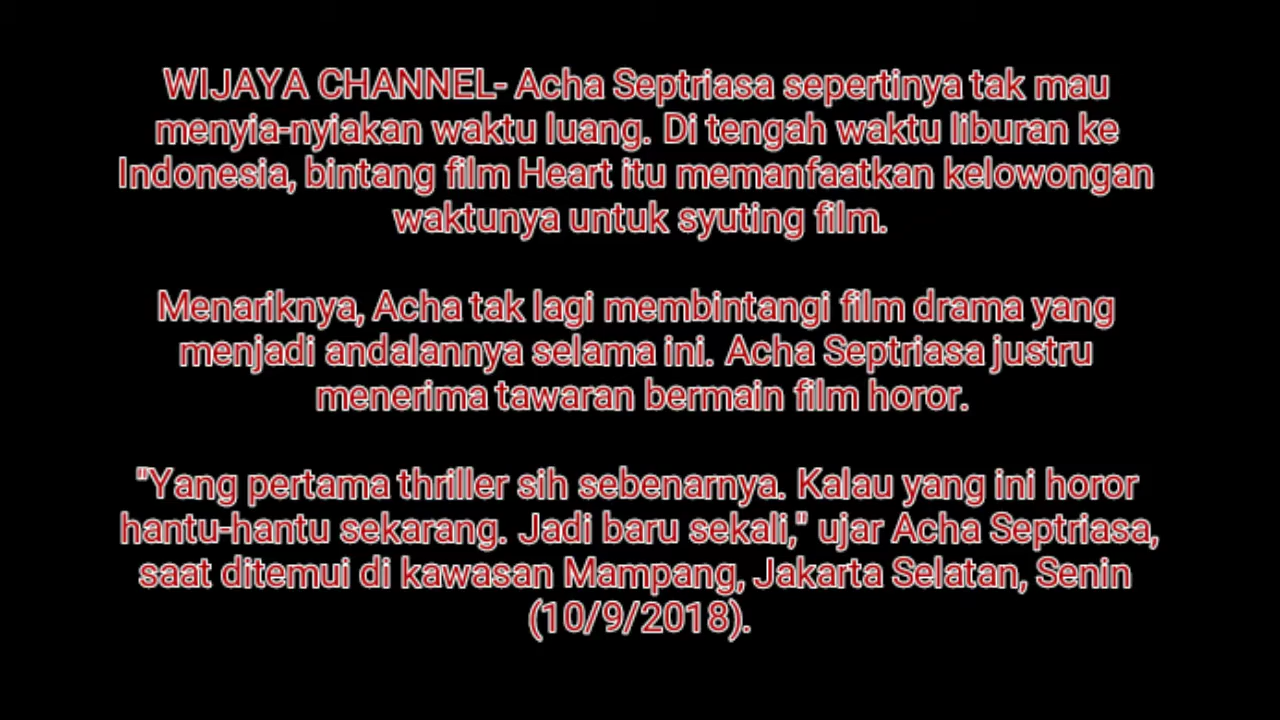 WIJAYA CHANNEL- Acha Septriasa sepertinya tak mau
menyia-nyiakan waktu luang. Di tengah waktu liburan ke
Indonesia, bintang film Heart itu memanfaatkan kelowongan
waktunya untuk syuting film.
Menariknya, Acha tak lagi membintangi film drama yang
menjadi andalannya selama ini. Acha Septriasa justru
menerima tawaran bermain film horor.
"Yang pertama thriller sih sebenarnya. Kalau yang ini horor
hantu-hantu sekarang. Jadi baru sekali," ujar Acha Septriasa,
saat ditemui di kawasan Mampang, Jakarta Selatan, Senin
(10/9/2018).